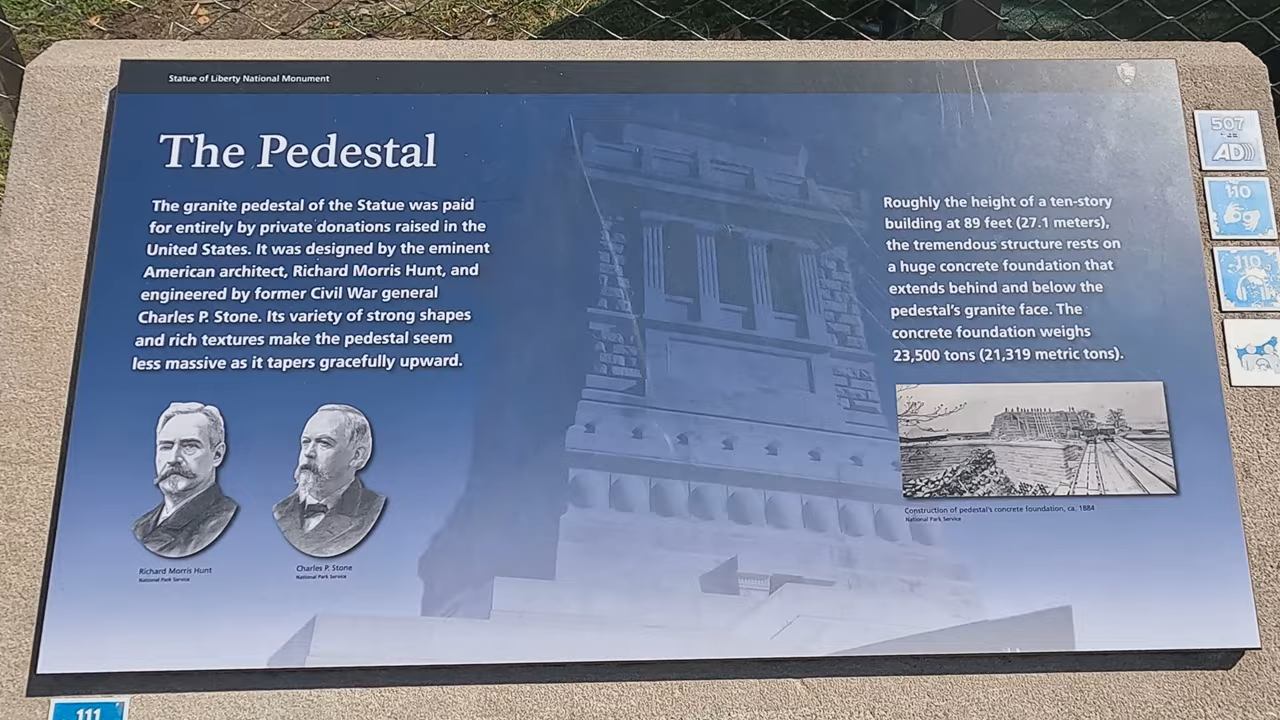 Statue of Liberty National Monument
The Pedestal
The granite pedestal of the Statue was paid
for entirely by private donations raised in the
United States. It was designed by the eminent
American architect, Richard Morris Hunt, and
engineered by former Civil War general
Charles P. Stone. Its variety of strong shapes
and rich textures make the pedestal seem
less massive as it tapers gracefully upward.
Richard Morris Hunt
National Park Service
Charles P. Stone
National Park Service
Roughly the height of a ten-story
building at 89 feet (27.1 meters),
the tremendous structure rests on
a huge concrete foundation that
extends behind and below the
pedestal's granite face. The
concrete foundation weighs
23,500 tons (21,319 metric tons).
Construction of pedestal's concrete foundation, ca. 1884
National Park Service
507
AD
110
110
111